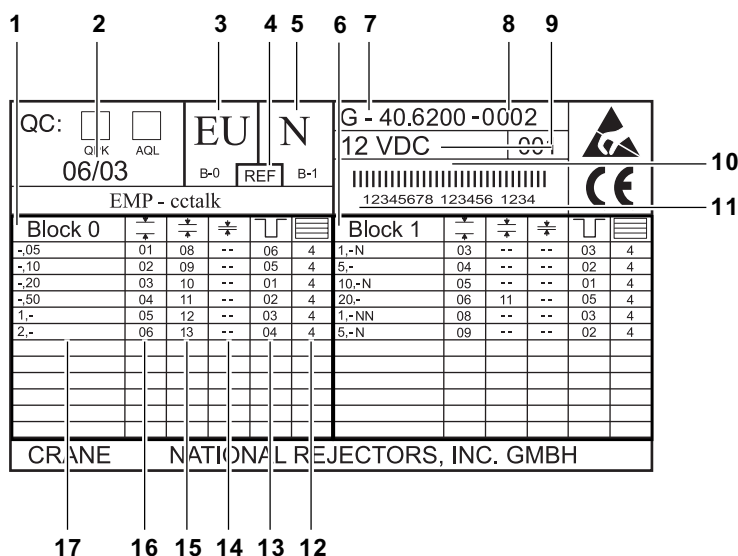 1 2 3 4 5 6 7 8 9
QC: EU N G - 40.6200 -0002
QPK AQL 12 VDC 001
06/03 B-0 REF B-1 10
12345678 123456 1234 11
EMP - cctalk
Block 0 Block 1
-,05 01 08 -- 06 4 1,-N 03 -- -- 03 4
-,10 02 09 -- 05 4 5,- 04 -- -- 02 4
-,20 03 10 -- 01 4 10,-N 05 -- -- 01 4
-,50 04 11 -- 02 4 20,- 06 11 -- 05 4
1,- 05 12 -- 03 4 1,-NN 08 -- -- 03 4
2,- 06 13 -- 04 4 5,-N 09 -- -- 02 4
CRANE NATIONAL REJECTORS, INC. GMBH
17 16 15 14 13 12